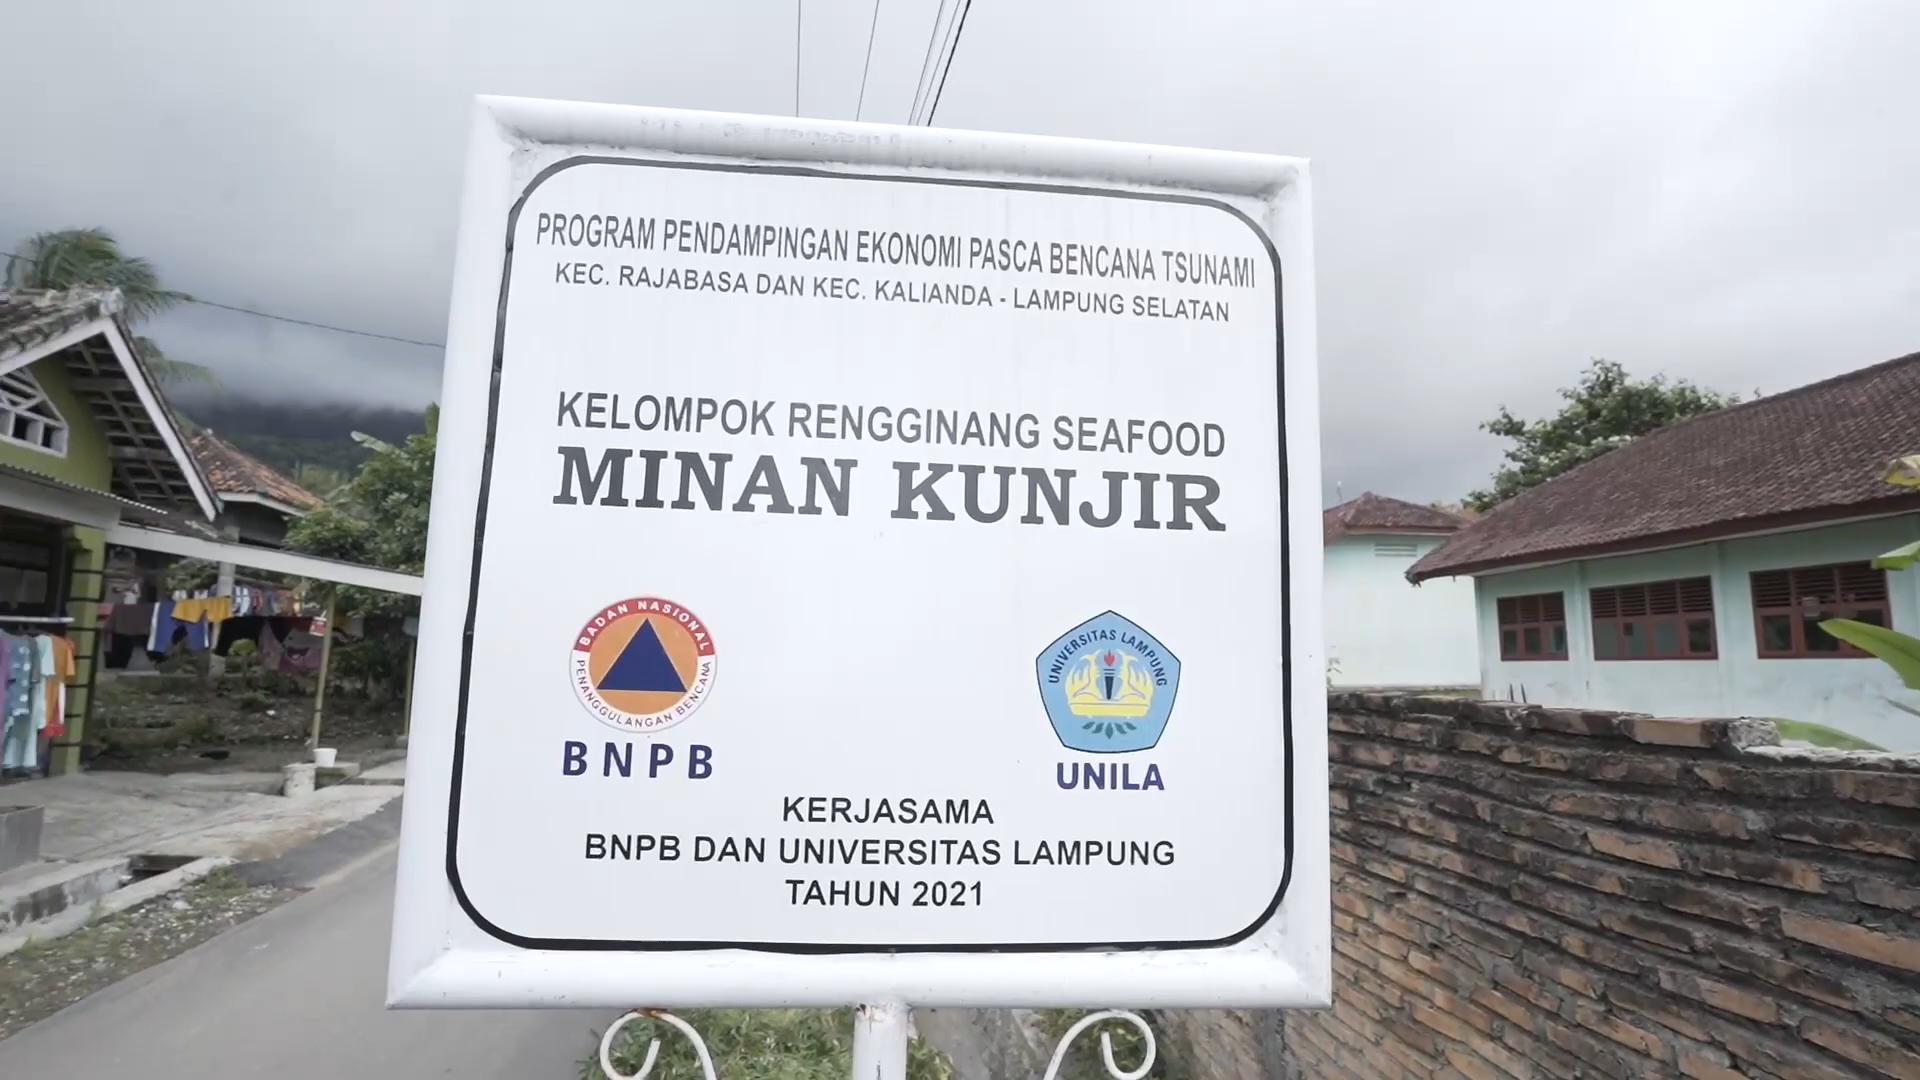 PROGRAM PENDAMPINGAN EKONOMI PASCA BENCANA TSUNAMI
KEC. RAJABASA DAN KEC. KALIANDA - LAMPUNG SELATAN
KELOMPOK RENGGINANG SEAFOOD
MINAN KUNJIR
BADAN NASIONAL
PENANGGULANGAN BENCANA
BNPB
UNIVERSITAS LAMPUNG
UNILA
KERJASAMA
BNPB DAN UNIVERSITAS LAMPUNG
TAHUN 2021